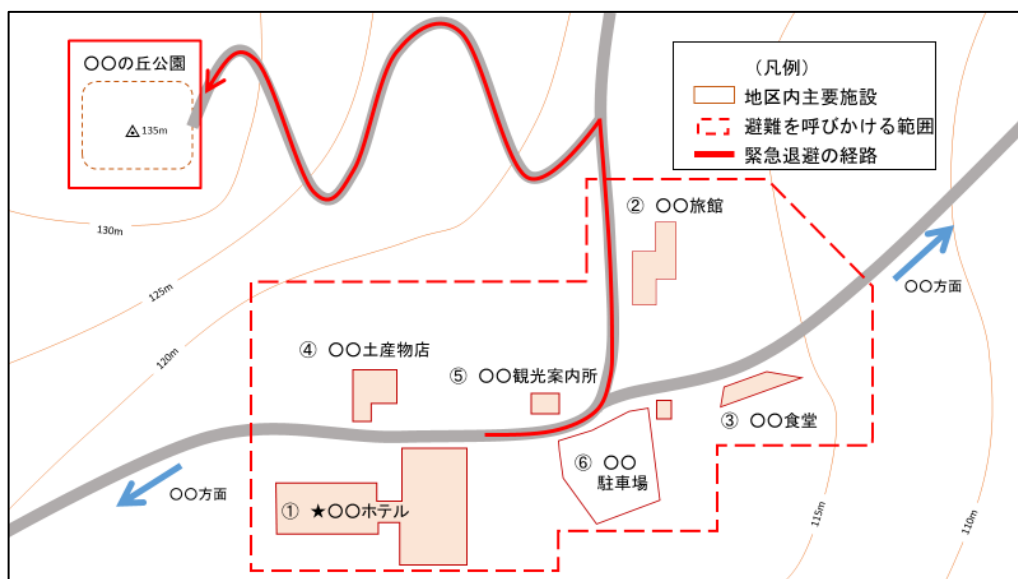 〇〇の丘公園
135m
(凡例)
地区内主要施設
避難を呼びかける範囲
緊急退避の経路
② 〇〇旅館
130m
125m
120m
〇〇方面
④ 〇〇土産物店
⑤ 〇〇観光案内所
③ 〇〇食堂
⑥ 〇〇
駐車場
〇〇方面
① ★〇〇ホテル
115m
110m